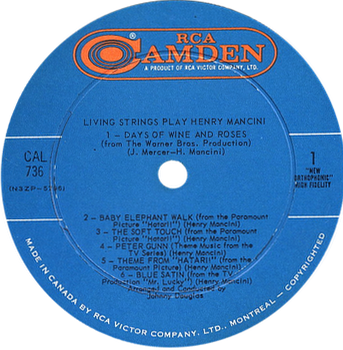 RCA
CAMDEN
®
A PRODUCT OF RCA VICTOR COMPANY, LTD.
LIVING STRINGS PLAY HENRY MANCINI
1 – DAYS OF WINE AND ROSES
(from The Warner Bros. Production)
(J. Mercer-H. Mancini)
CAL
736
1
"NEW
ORTHOPHONIC"
HIGH FIDELITY
2 – BABY ELEPHANT WALK (from the Paramount
Picture "Hatari!") (Henry Mancini)
3 – THE SOFT TOUCH (from the Paramount
Picture "Hatari!") (Henry Mancini)
4 – PETER GUNN (Theme Music from the
TV Series) (Henry Mancini)
5 – THEME FROM "HATARI!" (from the
Paramount Picture) (Henry Mancini)
6 – BLUE SATIN (from the TV
Production "Mr. Lucky") (Henry Mancini)
Arranged and Conducted by
Johnny Douglas
MADE IN CANADA BY RCA VICTOR COMPANY, LTD., MONTREAL – COPYRIGHTED